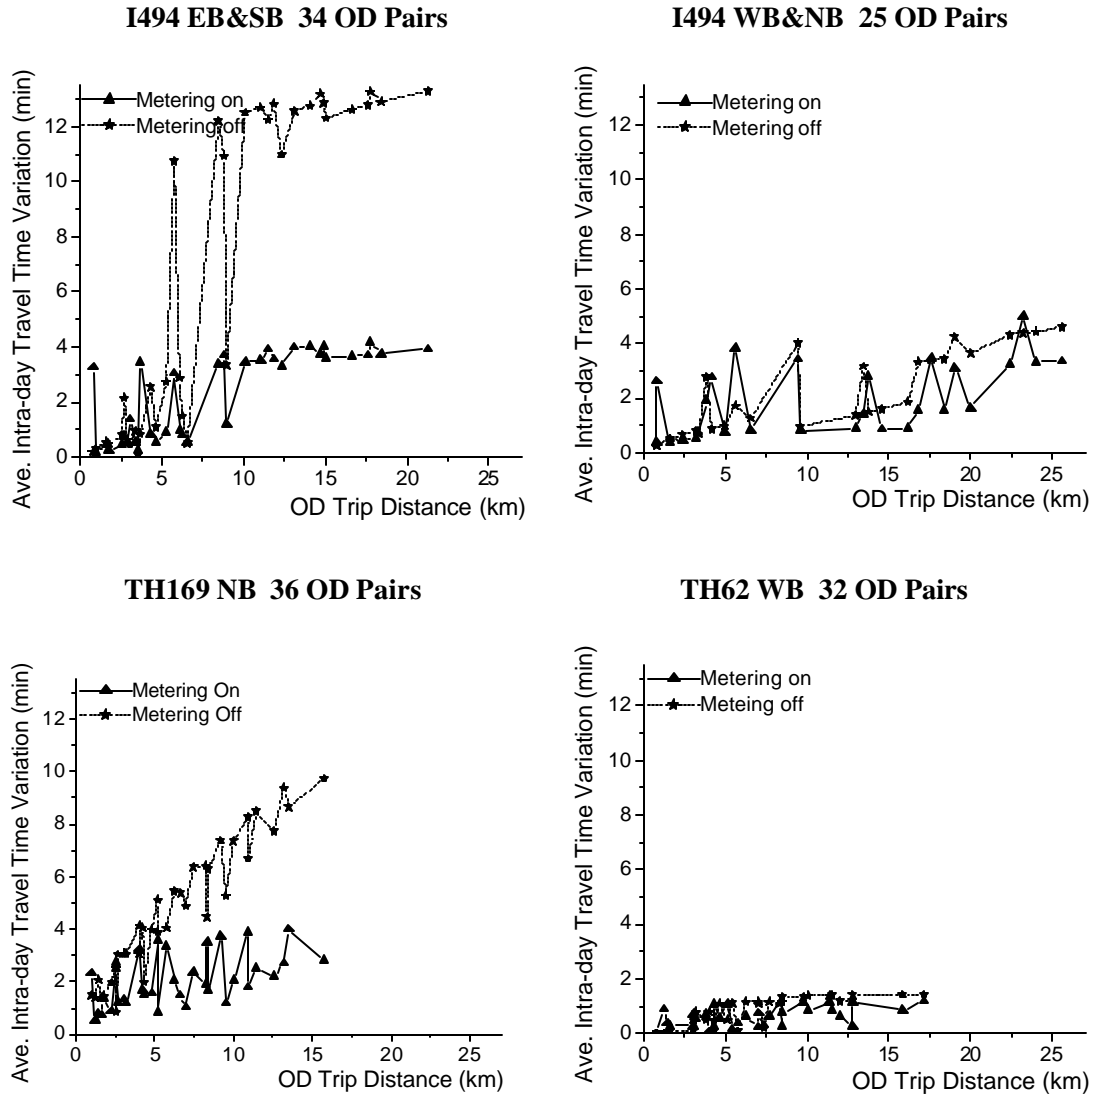 I494 EB&SB  34 OD Pairs
Ave. Intra-day Travel Time Variation (min)
Metering on
Metering off
12
10
8
6
4
2
0
0 5 10 15 20 25
OD Trip Distance (km)
I494 WB&NB  25 OD Pairs
Ave. Intra-day Travel Time Variation (min)
Metering on
Metering off
12
10
8
6
4
2
0
0 5 10 15 20 25
OD Trip Distance (km)
TH169 NB  36 OD Pairs
Ave. Intra-day Travel Time Variation (min)
Metering On
Metering Off
12
10
8
6
4
2
0
0 5 10 15 20 25
OD Trip Distance (km)
TH62 WB  32 OD Pairs
Ave. Intra-day Travel Time Variation (min)
Metering on
Meteing off
12
10
8
6
4
2
0
0 5 10 15 20 25
OD Trip Distance (km)